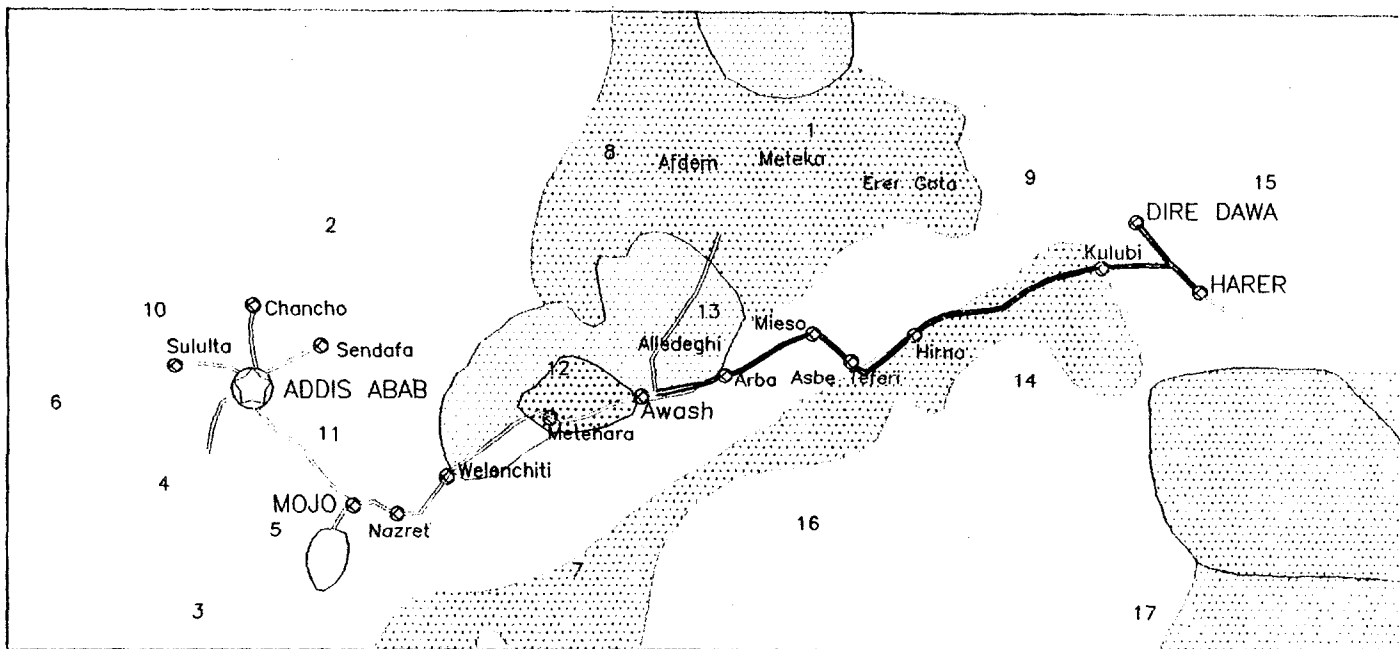 1
8
Afdem
Meteka
Erer Gota
9
15
DIRE DAWA
2
Kulubi
HARER
10
Chancho
13
Mieso
Sululta
Sendafa
Alledeghi
Hirna
12
Arba
Asbe Teferi
14
ADDIS ABAB
6
Awash
11
Metehara
Welenchiti
4
MOJO
5
Nazret
16
7
3
17